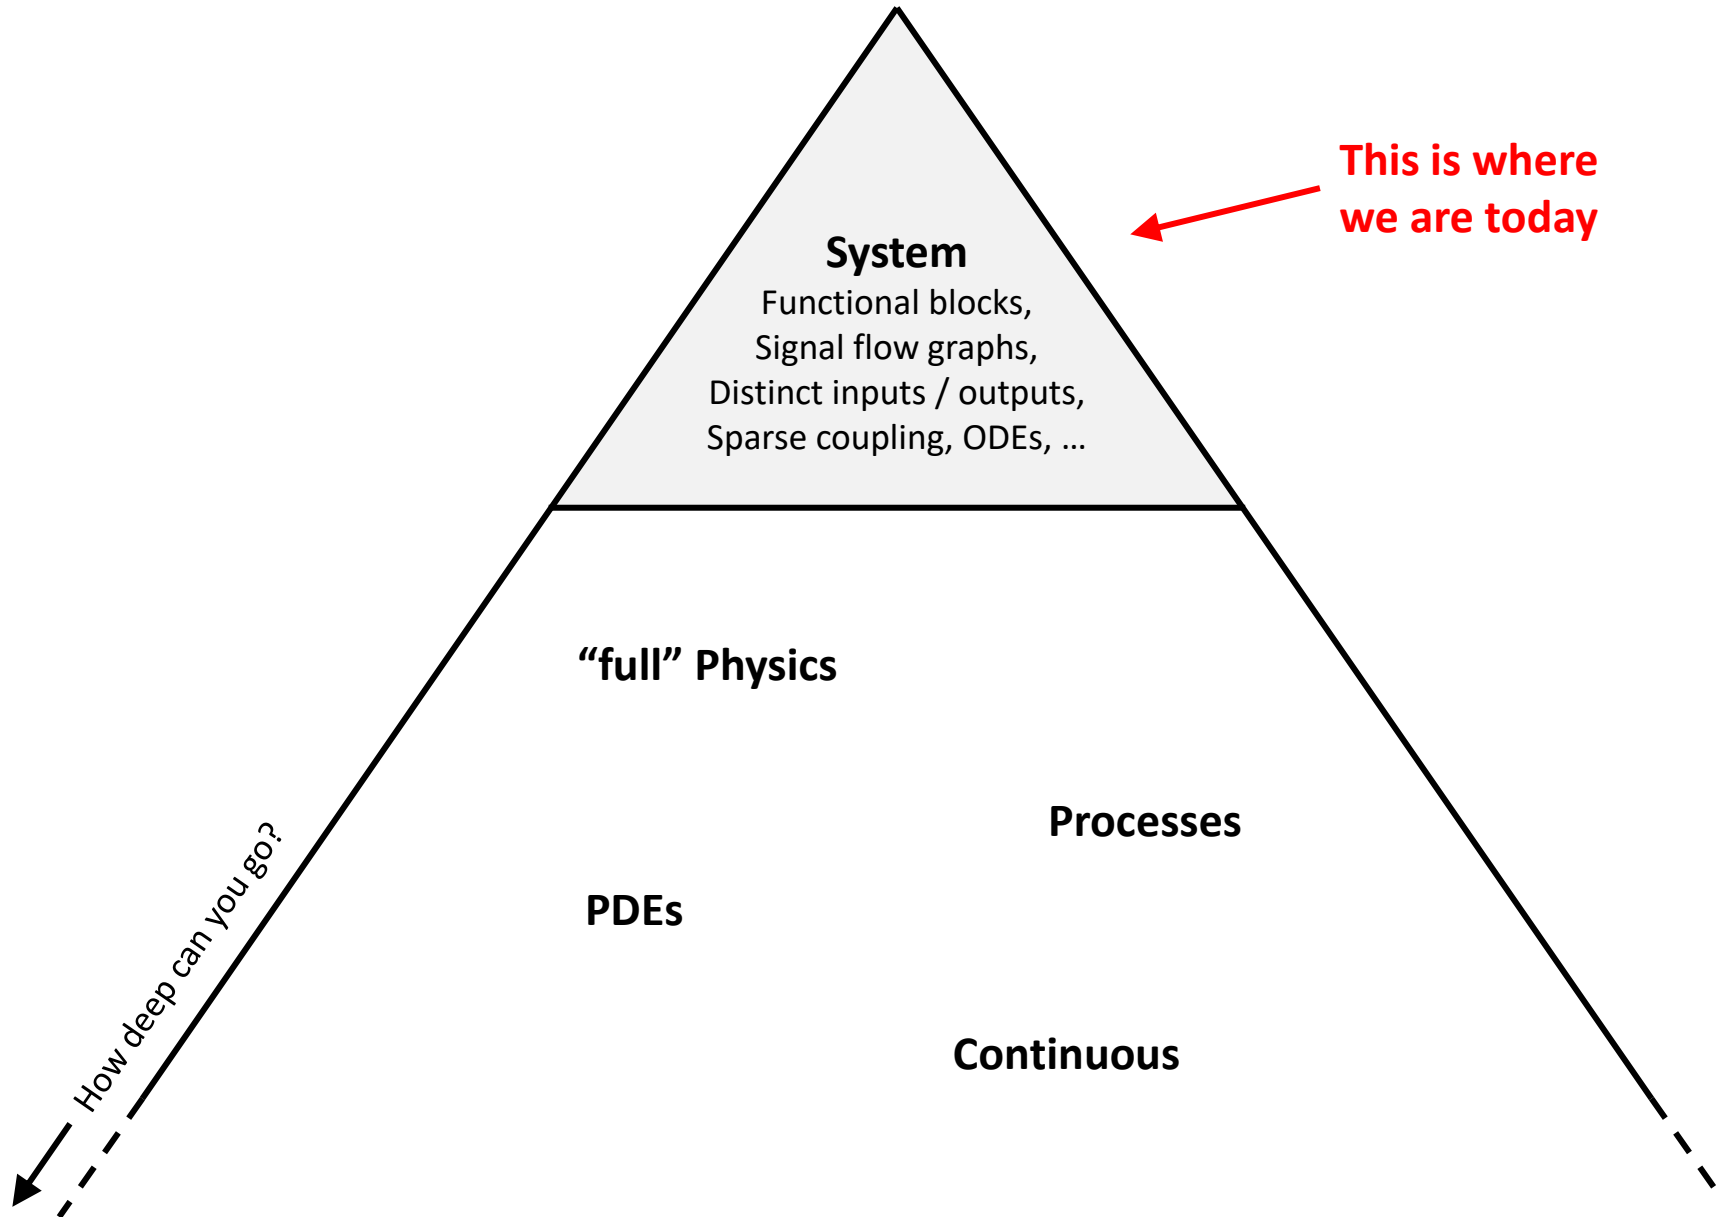 This is where
we are today
System
Functional blocks,
Signal flow graphs,
Distinct inputs / outputs,
Sparse coupling, ODEs, …
“full” Physics
Processes
PDEs
Continuous
How deep can you go?